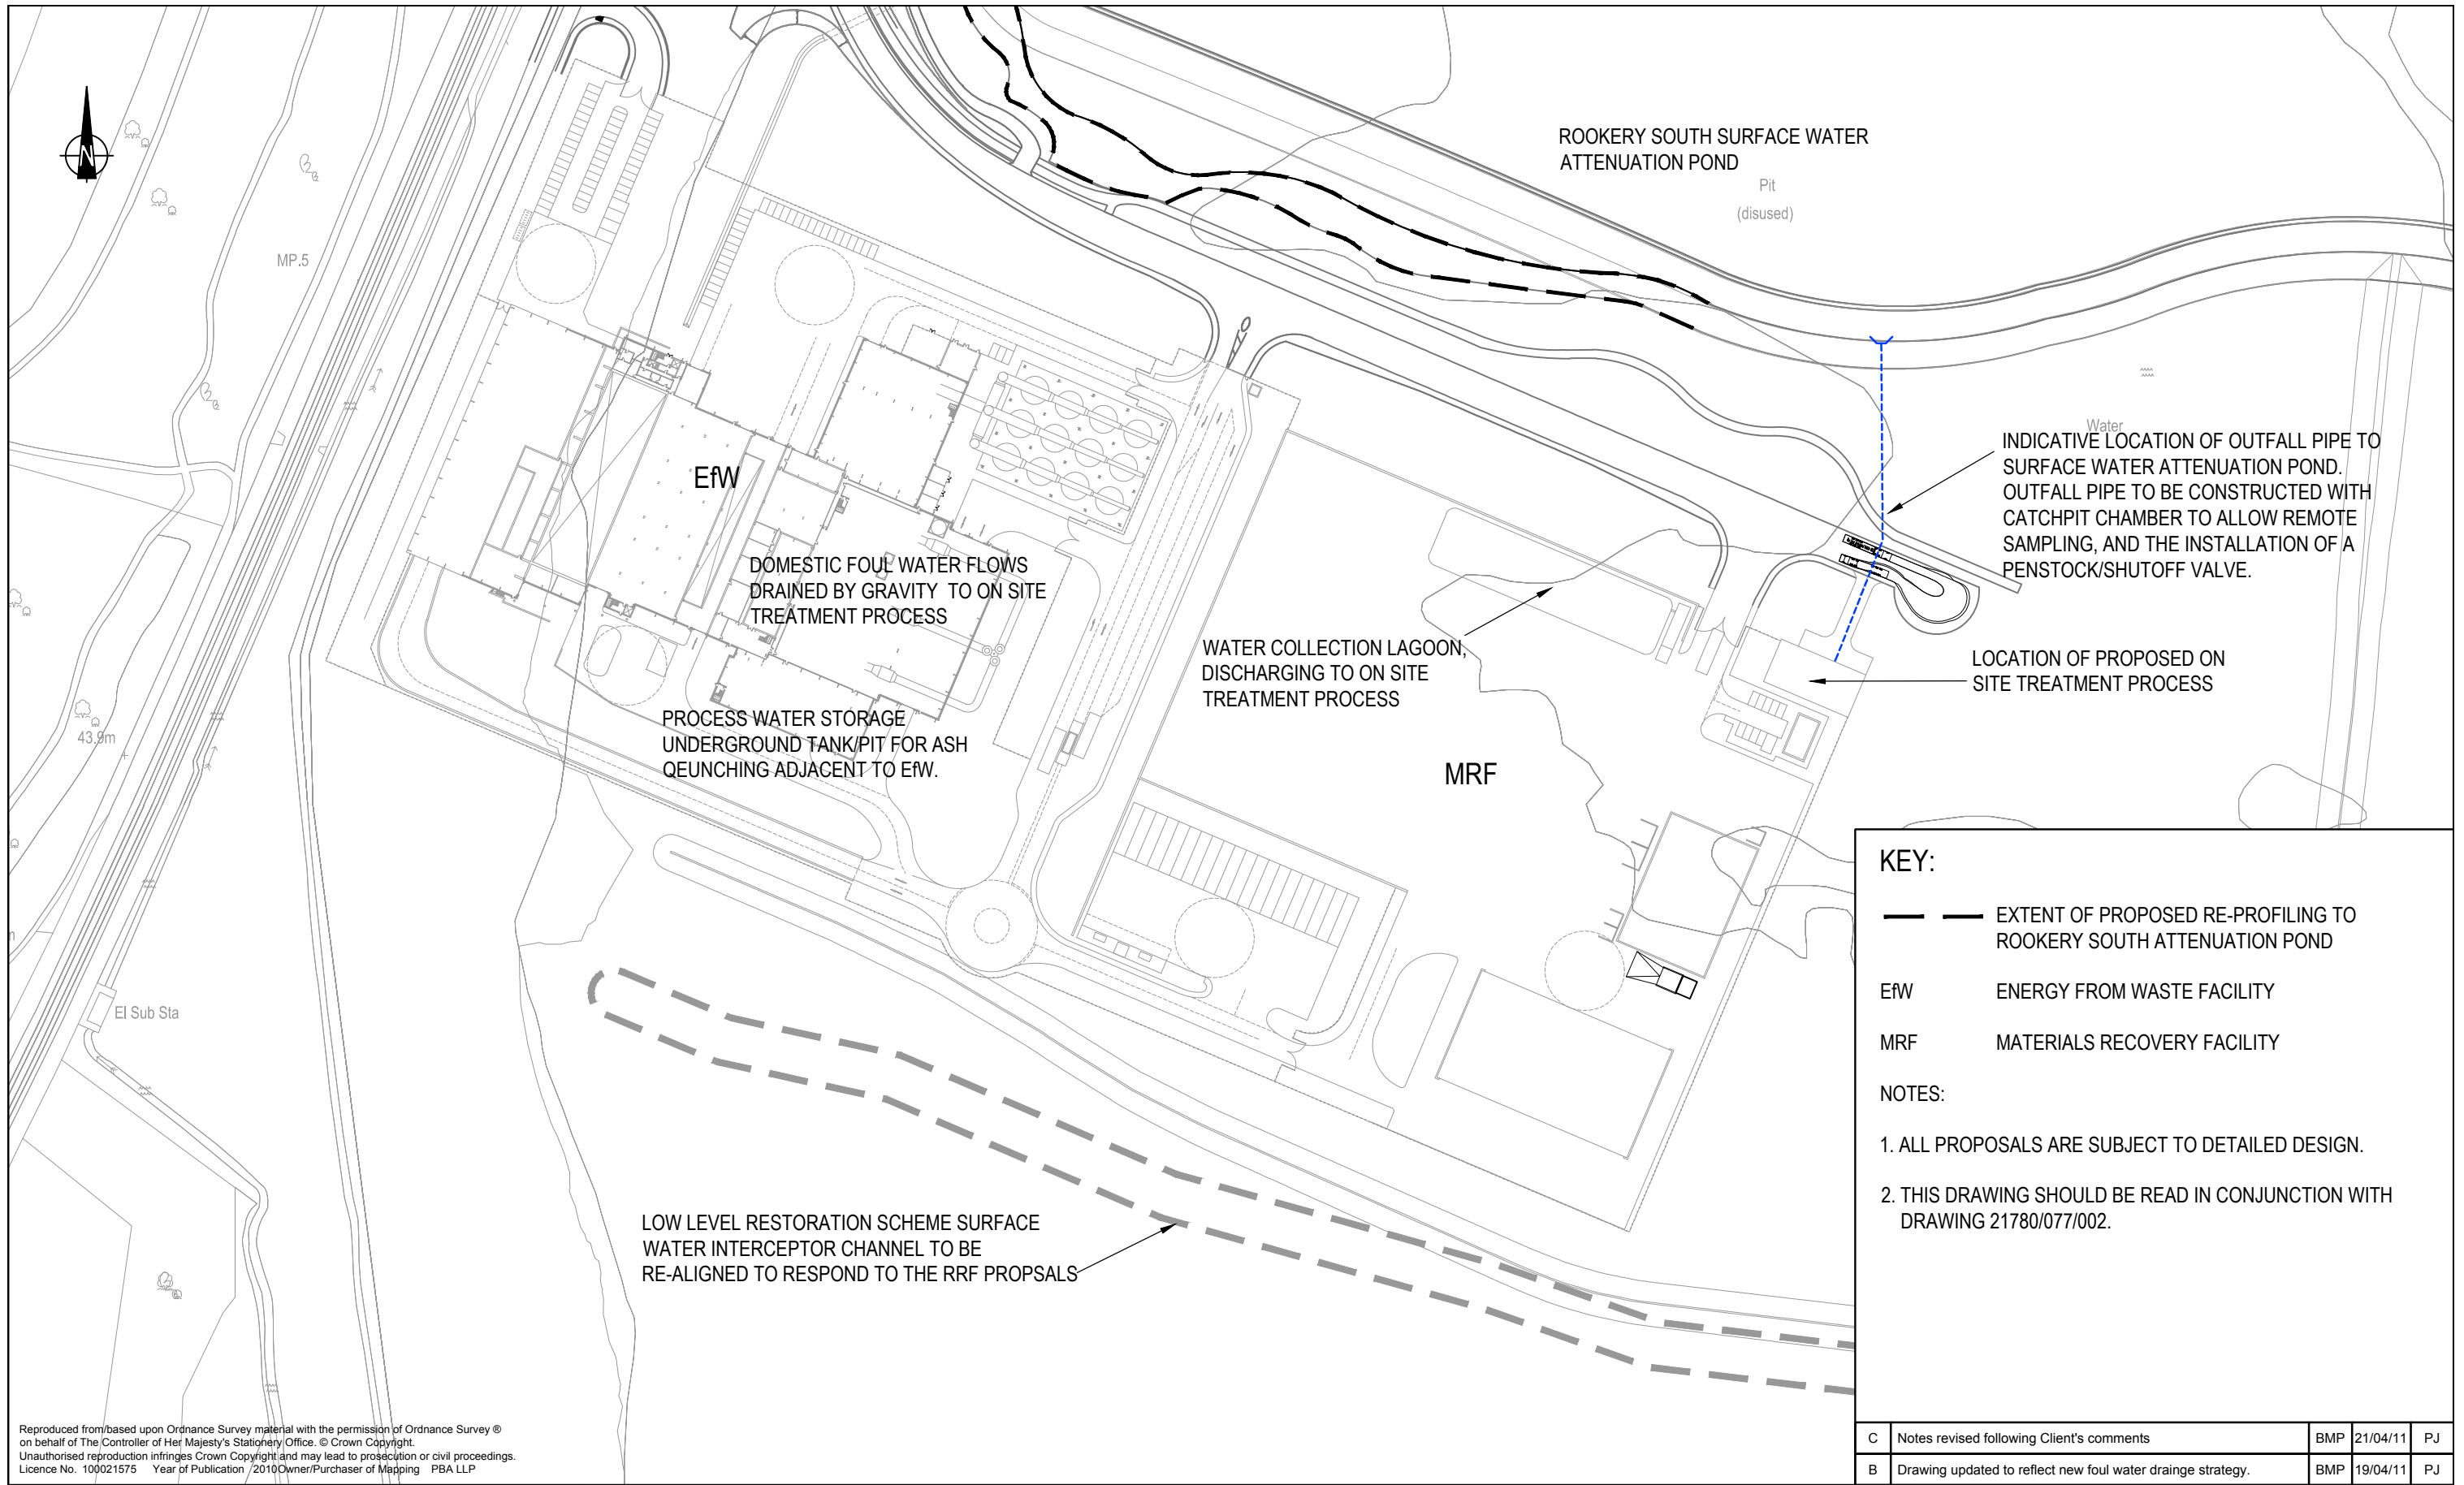 N
ROOKERY SOUTH SURFACE WATER
ATTENUATION POND
Pit
(disused)
MP.5
Water
INDICATIVE LOCATION OF OUTFALL PIPE TO
SURFACE WATER ATTENUATION POND.
OUTFALL PIPE TO BE CONSTRUCTED WITH
CATCHPIT CHAMBER TO ALLOW REMOTE
SAMPLING, AND THE INSTALLATION OF A
PENSTOCK/SHUTOFF VALVE.
EfW
DOMESTIC FOUL WATER FLOWS
DRAINED BY GRAVITY TO ON SITE
TREATMENT PROCESS
WATER COLLECTION LAGOON,
DISCHARGING TO ON SITE
TREATMENT PROCESS
LOCATION OF PROPOSED ON
SITE TREATMENT PROCESS
PROCESS WATER STORAGE
UNDERGROUND TANK/PIT FOR ASH
QEUNCHING ADJACENT TO EfW.
43.9m
MRF
El Sub Sta
LOW LEVEL RESTORATION SCHEME SURFACE
WATER INTERCEPTOR CHANNEL TO BE
RE-ALIGNED TO RESPOND TO THE RRF PROPSALS
KEY:
EXTENT OF PROPOSED RE-PROFILING TO
ROOKERY SOUTH ATTENUATION POND
EfW ENERGY FROM WASTE FACILITY
MRF MATERIALS RECOVERY FACILITY
NOTES:
1. ALL PROPOSALS ARE SUBJECT TO DETAILED DESIGN.
2. THIS DRAWING SHOULD BE READ IN CONJUNCTION WITH
DRAWING 21780/077/002.
C Notes revised following Client's comments BMP 21/04/11 PJ
B Drawing updated to reflect new foul water drainge strategy. BMP 19/04/11 PJ
Reproduced from/based upon Ordnance Survey material with the permission of Ordnance Survey ®
on behalf of The Controller of Her Majesty's Stationery Office. © Crown Copyright.
Unauthorised reproduction infringes Crown Copyright and may lead to prosecution or civil proceedings.
Licence No. 100021575 Year of Publication 2010Owner/Purchaser of Mapping PBA LLP